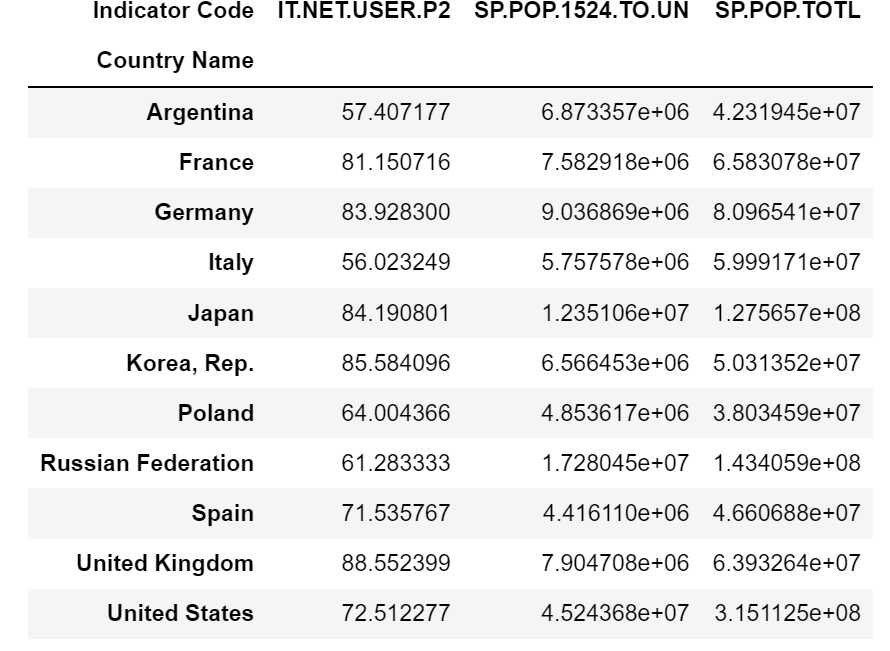 Indicator Code IT.NET.USER.P2 SP.POP.1524.TO.UN SP.POP.TOTL
Country Name
Argentina 57.407177 6.873357e+06 4.231945e+07
France 81.150716 7.582918e+06 6.583078e+07
Germany 83.928300 9.036869e+06 8.096541e+07
Italy 56.023249 5.757578e+06 5.999171e+07
Japan 84.190801 1.235106e+07 1.275657e+08
Korea, Rep. 85.584096 6.566453e+06 5.031352e+07
Poland 64.004366 4.853617e+06 3.803459e+07
Russian Federation 61.283333 1.728045e+07 1.434059e+08
Spain 71.535767 4.416110e+06 4.660688e+07
United Kingdom 88.552399 7.904708e+06 6.393264e+07
United States 72.512277 4.524368e+07 3.151125e+08